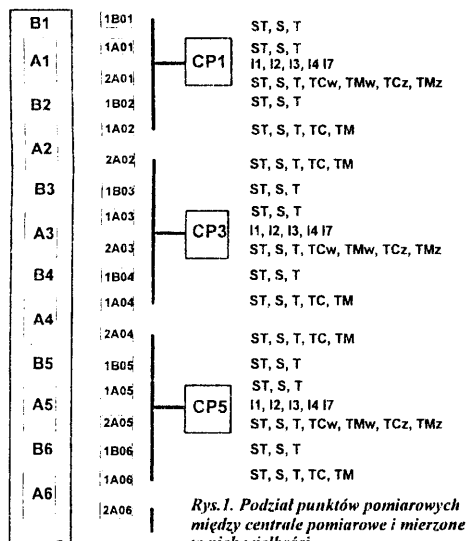 B1 1B01 ST, S, T
1A01 ST, S, T
A1 CP1 I1, I2, I3, I4 I7
2A01 ST, S, T, TCw, TMw, TCz, TMz
B2 1B02 ST, S, T
1A02 ST, S, T, TC, TM
A2
2A02 ST, S, T, TC, TM
B3 1B03 ST, S, T
1A03 ST, S, T
A3 CP3 I1, I2, I3, I4 I7
2A03 ST, S, T, TCw, TMw, TCz, TMz
B4 1B04 ST, S, T
1A04 ST, S, T, TC, TM
A4
2A04 ST, S, T, TC, TM
B5 1B05 ST, S, T
1A05 ST, S, T
A5 CP5 I1, I2, I3, I4 I7
2A05 ST, S, T, TCw, TMw, TCz, TMz
B6 1B06 ST, S, T
1A06 ST, S, T, TC, TM
A6
2A06
Rys.1. Podział punktów pomiarowych
między centrale pomiarowe i mierzone